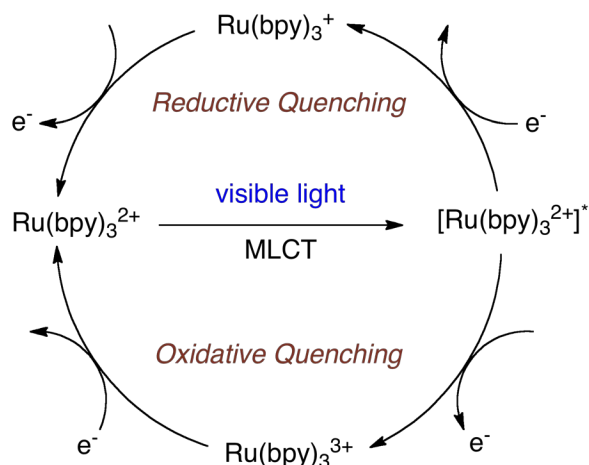 Ru(bpy)₃⁺
Reductive Quenching
e⁻ e⁻
visible light
Ru(bpy)₃²⁺ [Ru(bpy)₃²⁺]*
MLCT
Oxidative Quenching
e⁻ e⁻
Ru(bpy)₃³⁺